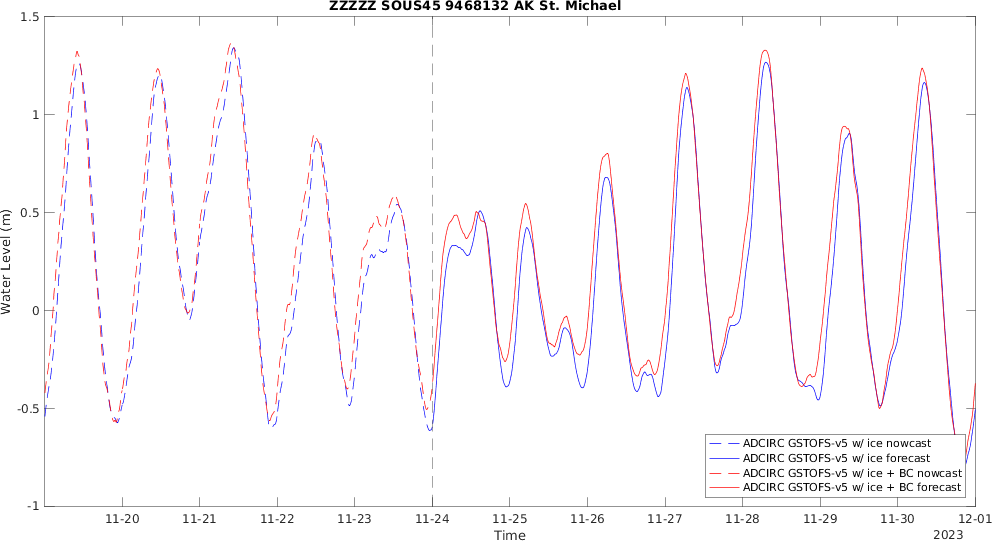 ZZZZZ SOUS45 9468132 AK St. Michael
1.5
1
0.5
0
-0.5
-1
Water Level (m)
ADCIRC GSTOFS-v5 w/ ice nowcast
ADCIRC GSTOFS-v5 w/ ice forecast
ADCIRC GSTOFS-v5 w/ ice + BC nowcast
ADCIRC GSTOFS-v5 w/ ice + BC forecast
11-20 11-21 11-22 11-23 11-24 11-25 11-26 11-27 11-28 11-29 11-30 12-01
Time
2023